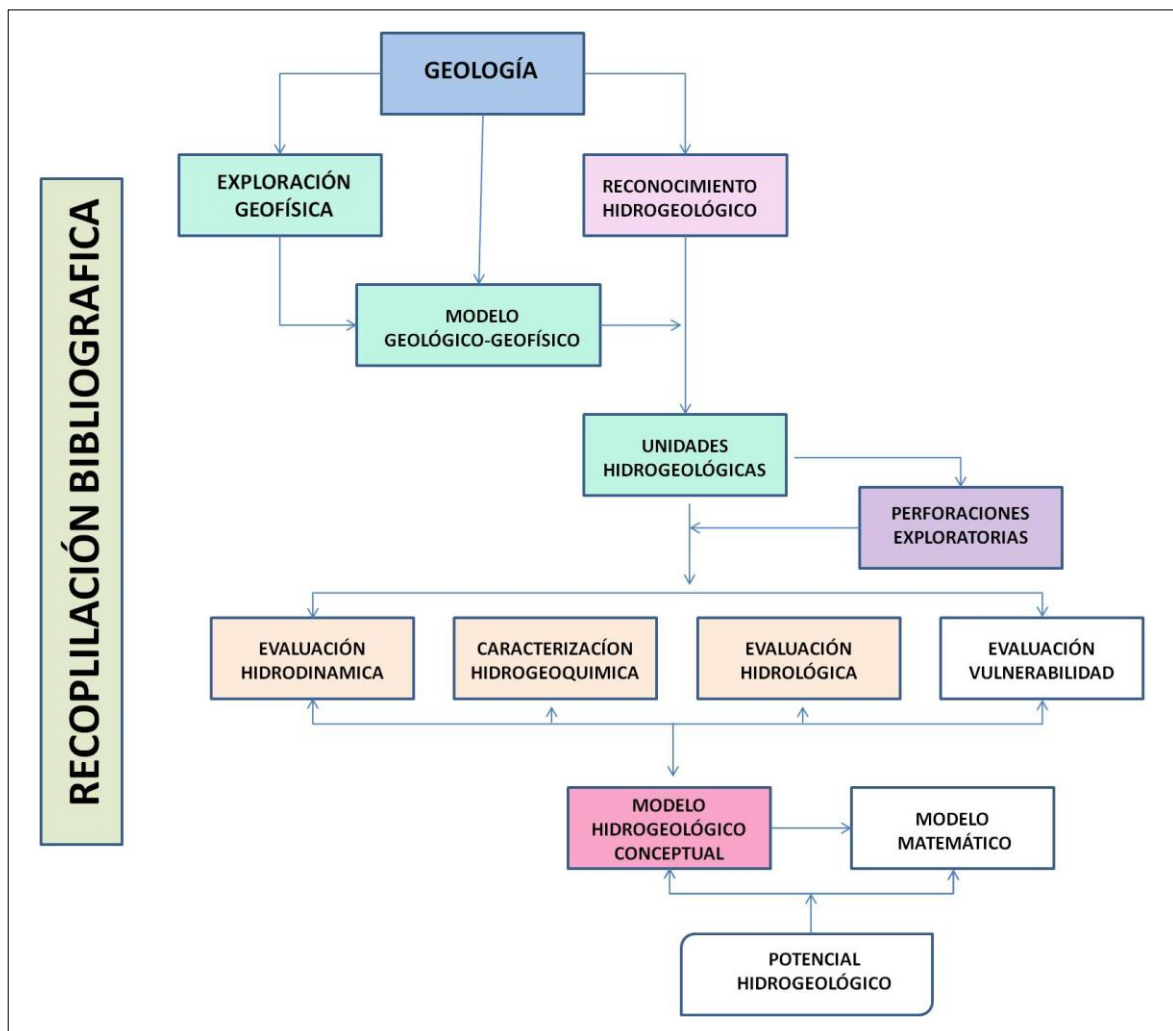 RECOPLILACIÓN BIBLIOGRAFICA
GEOLOGÍA
EXPLORACIÓN
GEOFÍSICA
RECONOCIMIENTO
HIDROGEOLÓGICO
MODELO
GEOLÓGICO-GEOFÍSICO
UNIDADES
HIDROGEOLÓGICAS
PERFORACIONES
EXPLORATORIAS
EVALUACIÓN
HIDRODINAMICA
CARACTERIZACÍON
HIDROGEOQUIMICA
EVALUACIÓN
HIDROLÓGICA
EVALUACIÓN
VULNERABILIDAD
MODELO
HIDROGEOLÓGICO
CONCEPTUAL
MODELO
MATEMÁTICO
POTENCIAL
HIDROGEOLÓGICO